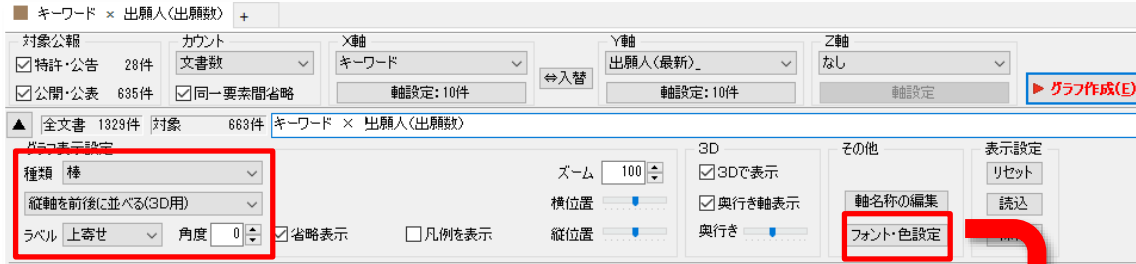 キーワード × 出願人(出願数) +
対象公報 カウント X軸 Y軸 Z軸
特許・公告 28件 文書数 キーワード ⇔入替 出願人(最新)_ なし
公開・公表 635件 同一要素間省略 軸設定:10件 軸設定:10件 軸設定 ▶ グラフ作成(E)
▲ 全文書 1329件 対象 663件 キーワード × 出願人(出願数)
グラフ表示設定 3D その他 表示設定
種類 棒 ズーム 100 3Dで表示 リセット
縦軸を前後に並べる(3D用) 横位置 奥行き軸表示 軸名称の編集 読込
ラベル 上寄せ 角度 0 省略表示 凡例を表示 縦位置 奥行き フォント・色設定